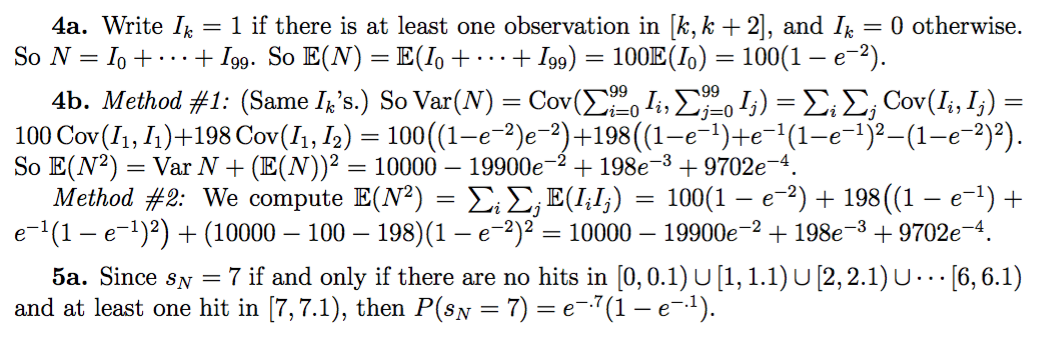 4a. Write I_k = 1 if there is at least one observation in [k, k + 2], and I_k = 0 otherwise.
So N = I_0 + ··· + I_99. So 𝔼(N) = 𝔼(I_0 + ··· + I_99) = 100𝔼(I_0) = 100(1 − e^{−2}).
4b. Method #1: (Same I_k's.) So Var(N) = Cov(∑_{i=0}^{99} I_i, ∑_{j=0}^{99} I_j) = ∑_i ∑_j Cov(I_i, I_j) =
100 Cov(I_1, I_1)+198 Cov(I_1, I_2) = 100((1−e^{−2})e^{−2})+198((1−e^{−1})+e^{−1}(1−e^{−1})^2−(1−e^{−2})^2).
So 𝔼(N^2) = Var N + (𝔼(N))^2 = 10000 − 19900e^{−2} + 198e^{−3} + 9702e^{−4}.
Method #2: We compute 𝔼(N^2) = ∑_i ∑_j 𝔼(I_i I_j) = 100(1 − e^{−2}) + 198((1 − e^{−1}) +
e^{−1}(1 − e^{−1})^2) + (10000 − 100 − 198)(1 − e^{−2})^2 = 10000 − 19900e^{−2} + 198e^{−3} + 9702e^{−4}.
5a. Since s_N = 7 if and only if there are no hits in [0, 0.1) ∪ [1, 1.1) ∪ [2, 2.1) ∪ ··· [6, 6.1)
and at least one hit in [7, 7.1), then P(s_N = 7) = e^{−.7}(1 − e^{−.1}).